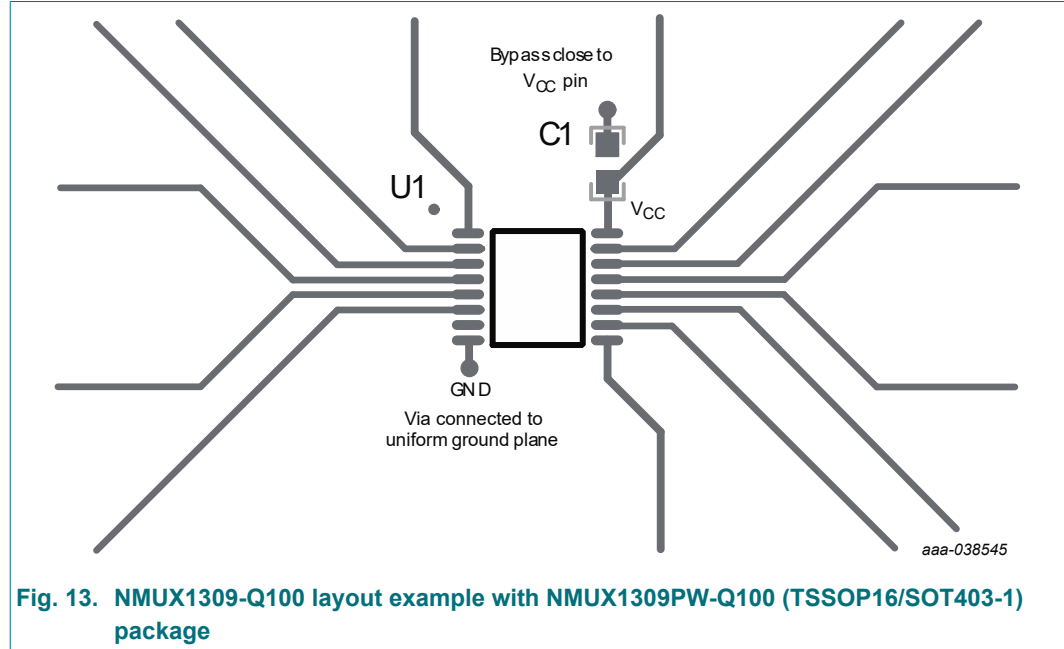 Bypass close to
VCC pin
C1
U1
VCC
GND
Via connected to
uniform ground plane
aaa-038545
Fig. 13. NMUX1309-Q100 layout example with NMUX1309PW-Q100 (TSSOP16/SOT403-1)
package